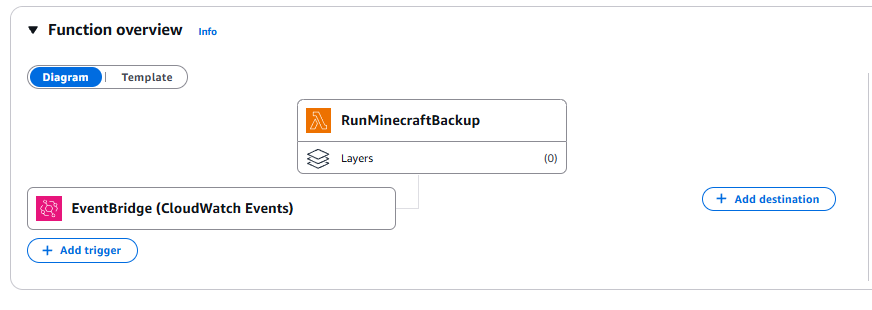 Function overview Info
Diagram Template
RunMinecraftBackup
Layers (0)
EventBridge (CloudWatch Events)
+ Add destination
+ Add trigger